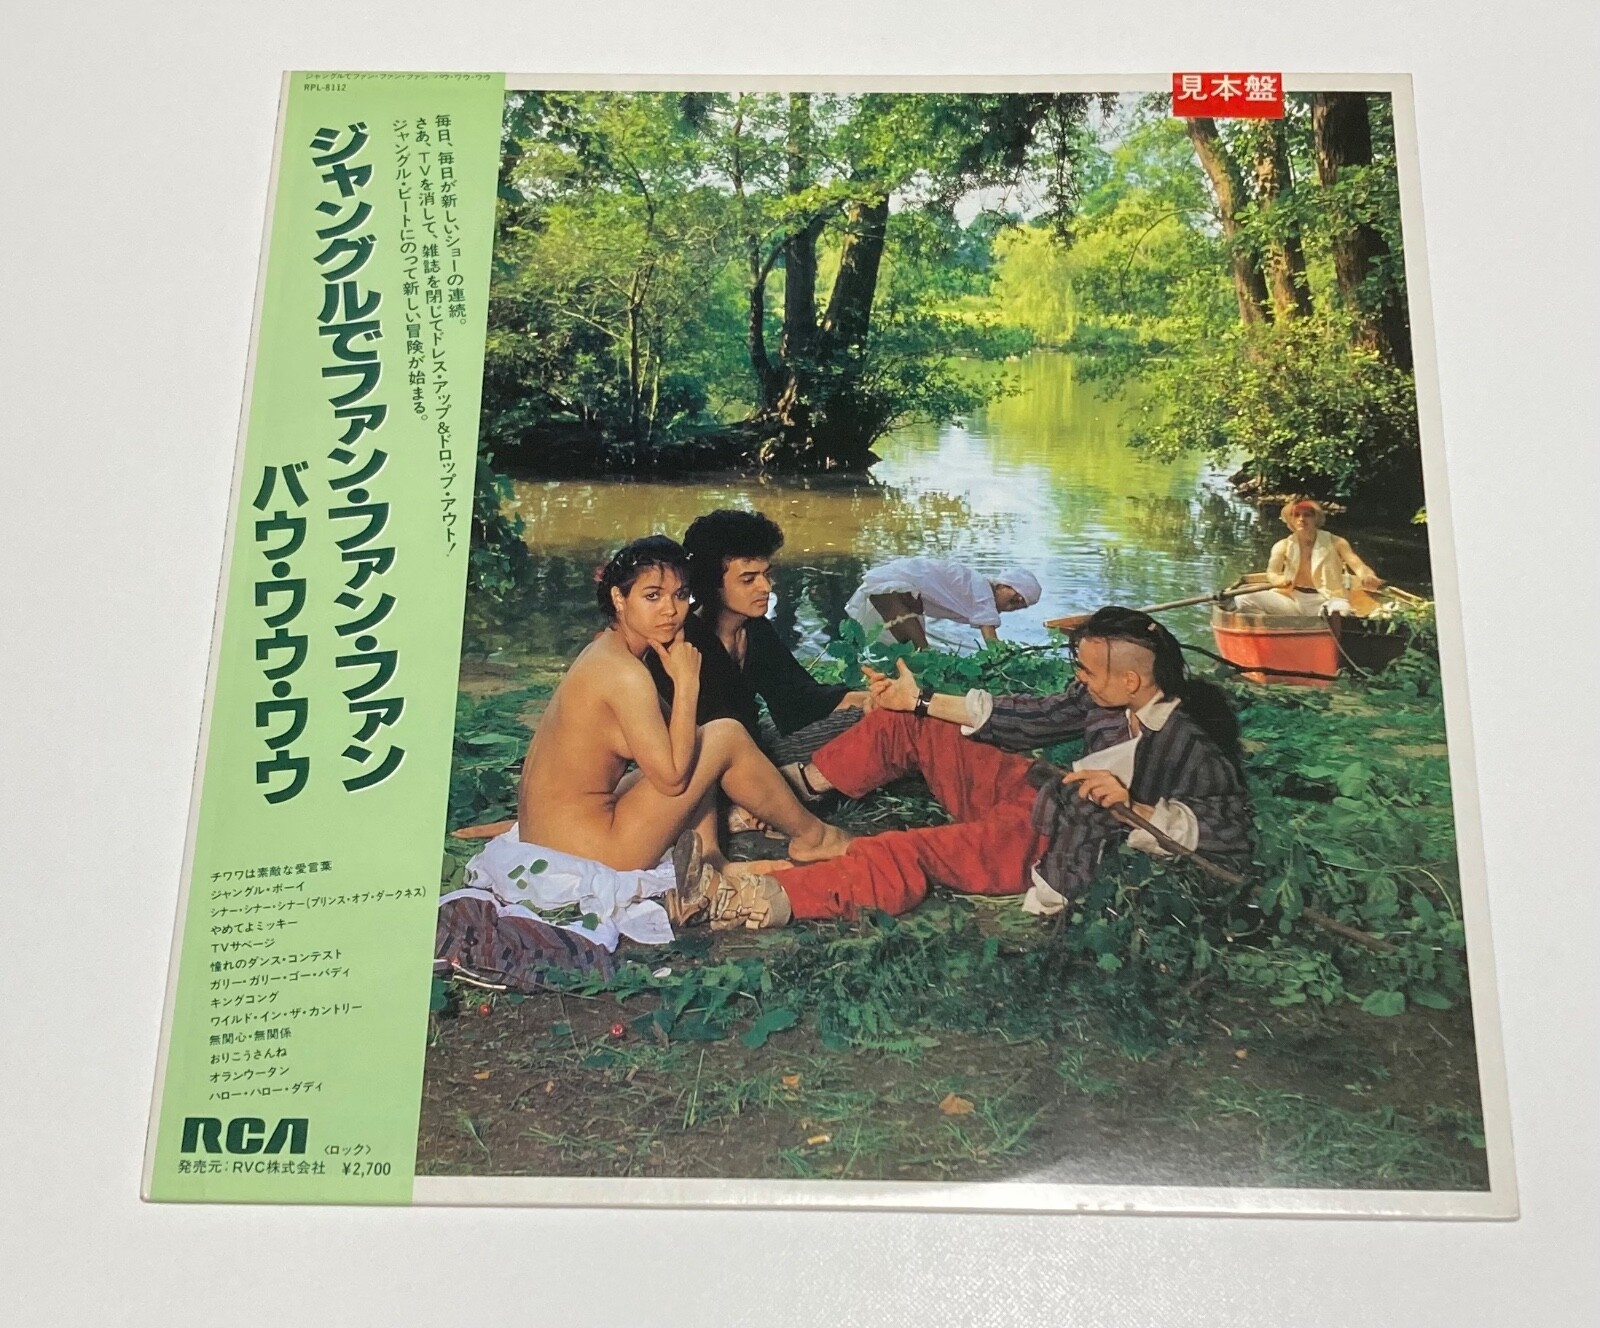 ジャングルでファン・ファン・ファン バウ・ワウ・ワウ
RPL-8112
見本盤
毎日、毎日が新しいショーの連続。
さあ、TVを消して、雑誌を閉じてドレス・アップ&ドロップ・アウト!
ジャングル・ビートにのって新しい冒険が始まる。
ジャングルでファン・ファン・ファン
バウ・ワウ・ワウ
チワワは素敵な愛言葉
ジャングル・ボーイ
シナー・シナー・シナー(プリンス・オブ・ダークネス)
やめてよミッキー
TVサベージ
憧れのダンス・コンテスト
ガリー・ガリー・ゴー・バディ
キングコング
ワイルド・イン・ザ・カントリー
無関心・無関係
おりこうさんね
オランウータン
ハロー・ハロー・ダディ
RCA 〈ロック〉
発売元:RVC株式会社 ¥2,700